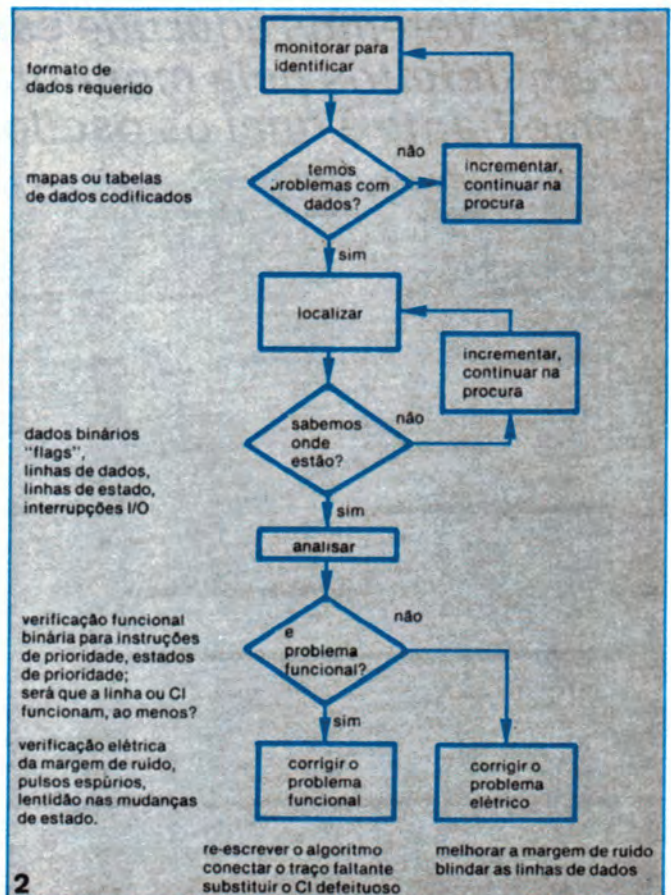 monitorar para
identificar
formato de
dados requerido
não
temos
problemas com
dados?
incrementar,
continuar na
procura
mapas ou tabelas
de dados codificados
sim
localizar
incrementar,
continuar na
procura
não
sabemos
onde
estão?
dados binários
"flags",
linhas de dados,
linhas de estado,
interrupções I/O
sim
analisar
não
e
problema
funcional?
verificação funcional
binária para instruções
de prioridade, estados
de prioridade;
será que a linha ou CI
funcionam, ao menos?
sim
verificação elétrica
da margem de ruído,
pulsos espúrios,
lentidão nas mudanças
de estado.
corrigir o
problema
funcional
corrigir o
problema
elétrico
re-escrever o algoritmo
conectar o traço faltante
substituir o CI defeituoso
melhorar a margem de ruído
blindar as linhas de dados
2